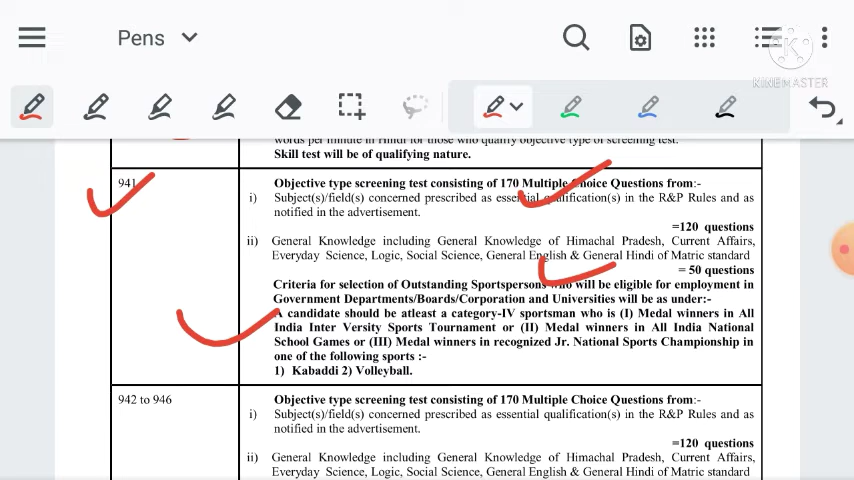 Pens
KINEMASTER
words per minute in Hindi for those who qualify objective type of screening test.
Skill test will be of qualifying nature.
941
Objective type screening test consisting of 170 Multiple Choice Questions from:-
i) Subject(s)/field(s) concerned prescribed as essential qualification(s) in the R&P Rules and as
notified in the advertisement.
=120 questions
ii) General Knowledge including General Knowledge of Himachal Pradesh, Current Affairs,
Everyday Science, Logic, Social Science, General English & General Hindi of Matric standard
= 50 questions
Criteria for selection of Outstanding Sportspersons who will be eligible for employment in
Government Departments/Boards/Corporation and Universities will be as under:-
A candidate should be atleast a category-IV sportsman who is (I) Medal winners in All
India Inter Versity Sports Tournament or (II) Medal winners in All India National
School Games or (III) Medal winners in recognized Jr. National Sports Championship in
one of the following sports :-
1) Kabaddi 2) Volleyball.
942 to 946
Objective type screening test consisting of 170 Multiple Choice Questions from:-
i) Subject(s)/field(s) concerned prescribed as essential qualification(s) in the R&P Rules and as
notified in the advertisement.
=120 questions
ii) General Knowledge including General Knowledge of Himachal Pradesh, Current Affairs,
Everyday Science, Logic, Social Science, General English & General Hindi of Matric standard